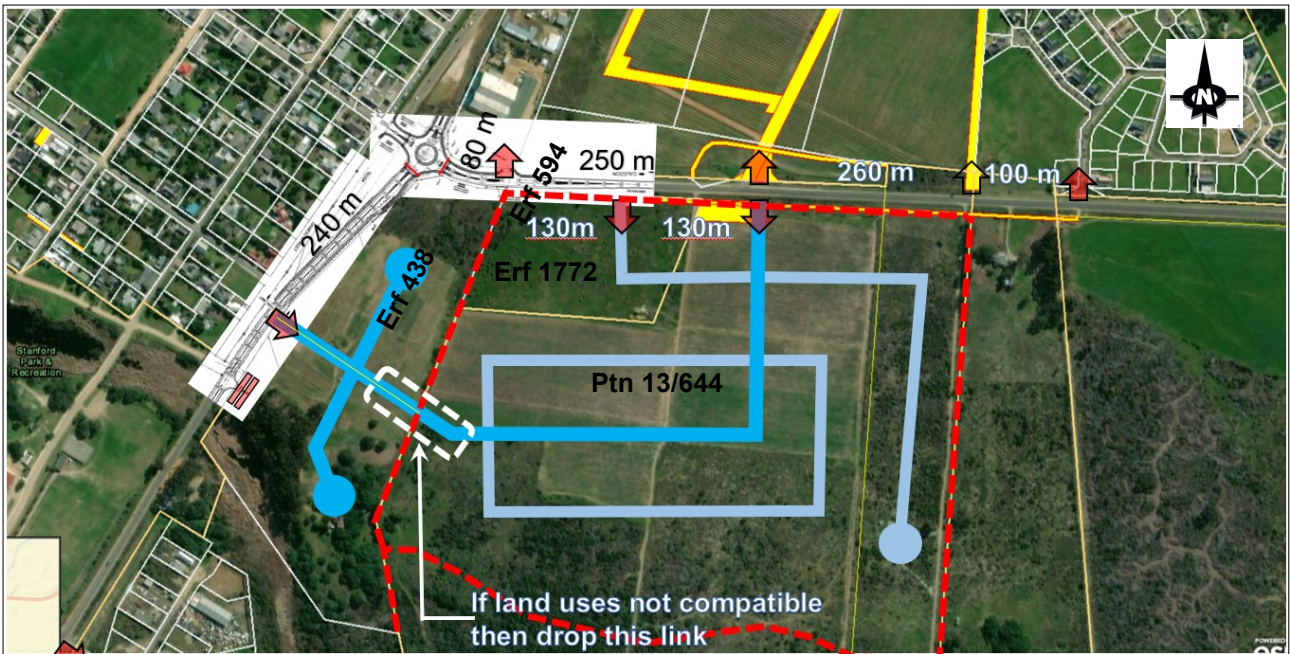 N
80 m
Erf 594
250 m
260 m
100 m
240 m
130m
130m
Erf 438
Erf 1772
Stanford
Park &
Recreation
Ptn 13/644
If land uses not compatible
then drop this link
POWERED